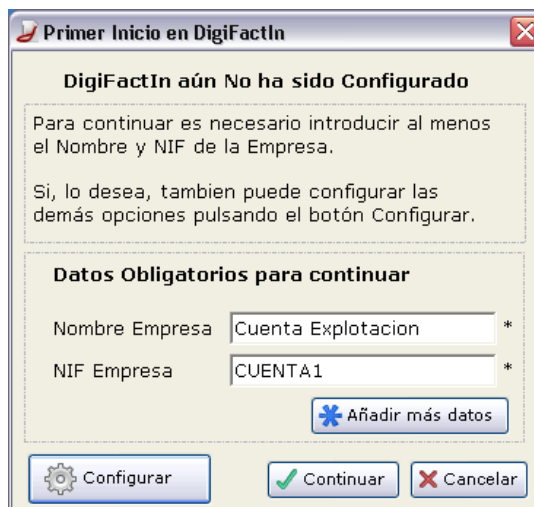 Primer Inicio en DigiFactIn
DigiFactIn aún No ha sido Configurado
Para continuar es necesario introducir al menos
el Nombre y NIF de la Empresa.
Si, lo desea, tambien puede configurar las
demás opciones pulsando el botón Configurar.
Datos Obligatorios para continuar
Nombre Empresa Cuenta Explotacion *
NIF Empresa CUENTA1 *
Añadir más datos
Configurar Continuar Cancelar